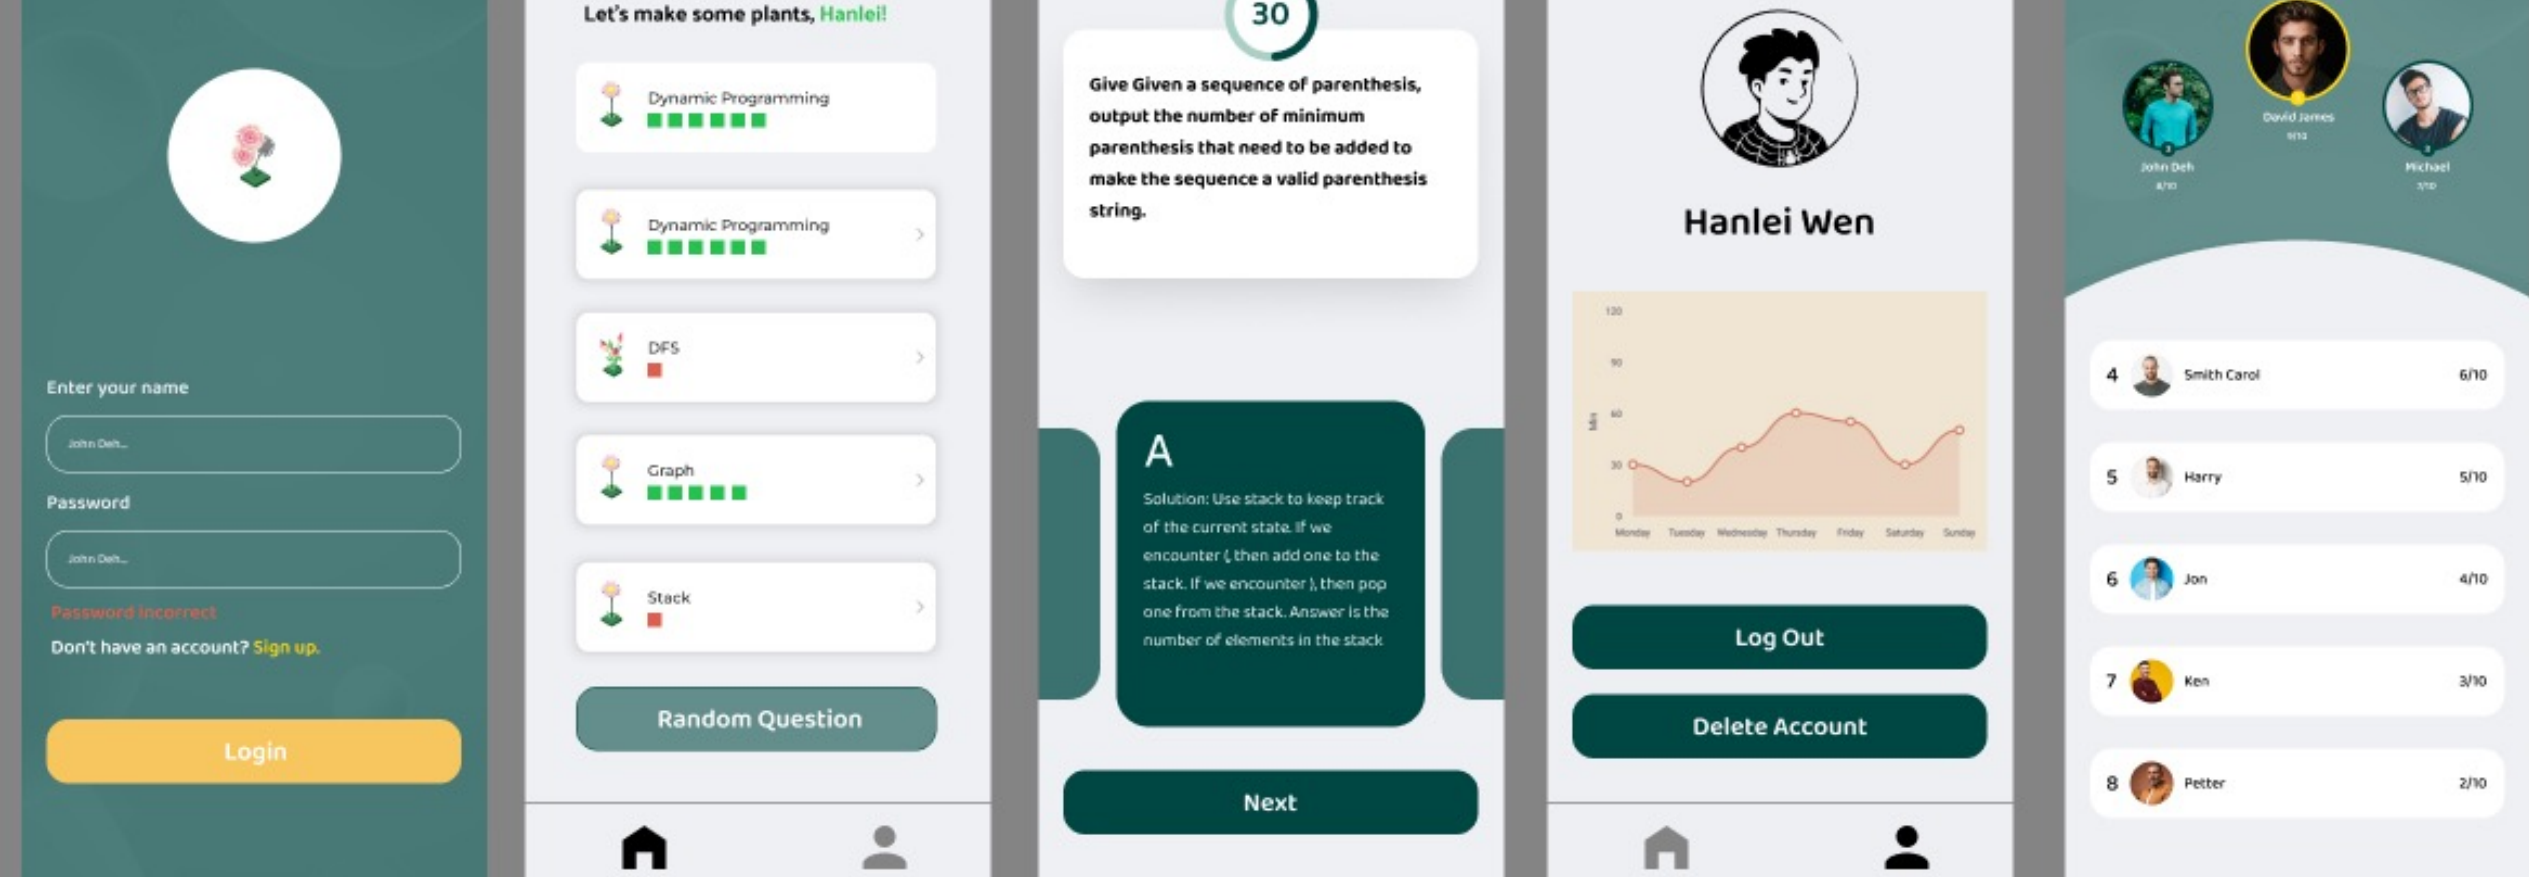 Enter your name
John Deh...
Password
John Deh...
Password incorrect
Don't have an account? Sign up.
Login
Let's make some plants, Hanlei!
Dynamic Programming
Dynamic Programming
DFS
Graph
Stack
Random Question
30
Give Given a sequence of parenthesis,
output the number of minimum
parenthesis that need to be added to
make the sequence a valid parenthesis
string.
A
Solution: Use stack to keep track
of the current state. If we
encounter (, then add one to the
stack. If we encounter ), then pop
one from the stack. Answer is the
number of elements in the stack
Next
Hanlei Wen
120
90
60
30
0
Min
Monday Tuesday Wednesday Thursday Friday Saturday Sunday
Log Out
Delete Account
David James
9/10
John Deh
8/10
Michael
7/10
4 Smith Carol 6/10
5 Harry 5/10
6 Jon 4/10
7 Ken 3/10
8 Petter 2/10